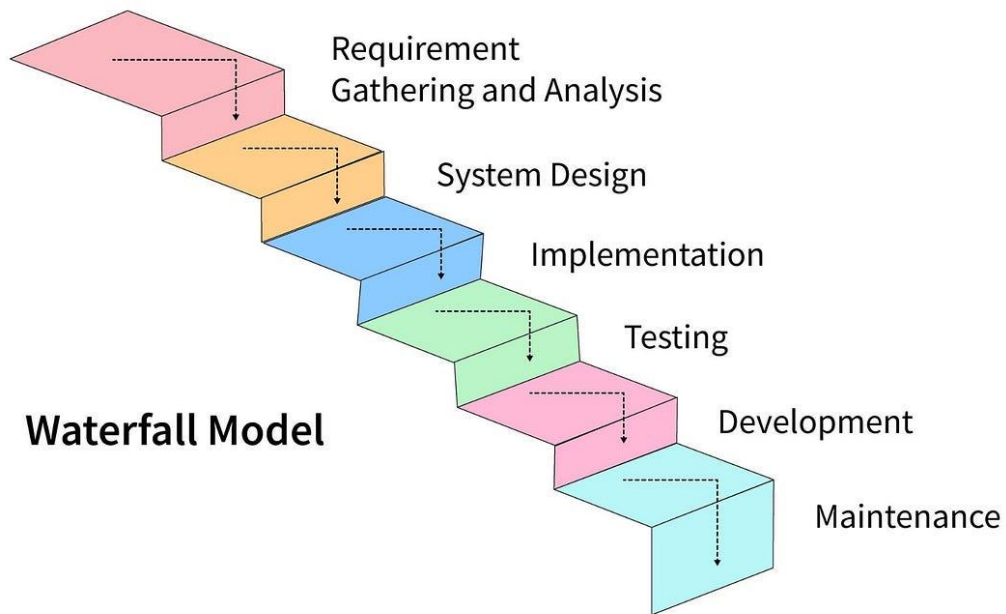 Requirement
Gathering and Analysis
System Design
Implementation
Testing
Waterfall Model
Development
Maintenance